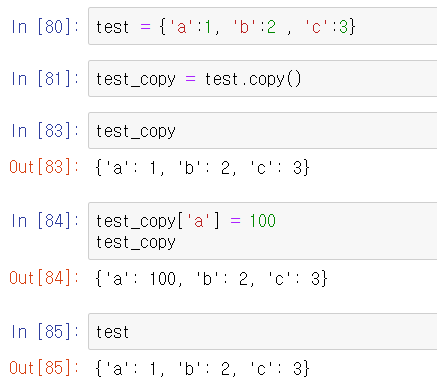 In [80]: test = {'a':1, 'b':2 , 'c':3}
In [81]: test_copy = test.copy()
In [83]: test_copy
Out[83]: {'a': 1, 'b': 2, 'c': 3}
In [84]: test_copy['a'] = 100
test_copy
Out[84]: {'a': 100, 'b': 2, 'c': 3}
In [85]: test
Out[85]: {'a': 1, 'b': 2, 'c': 3}